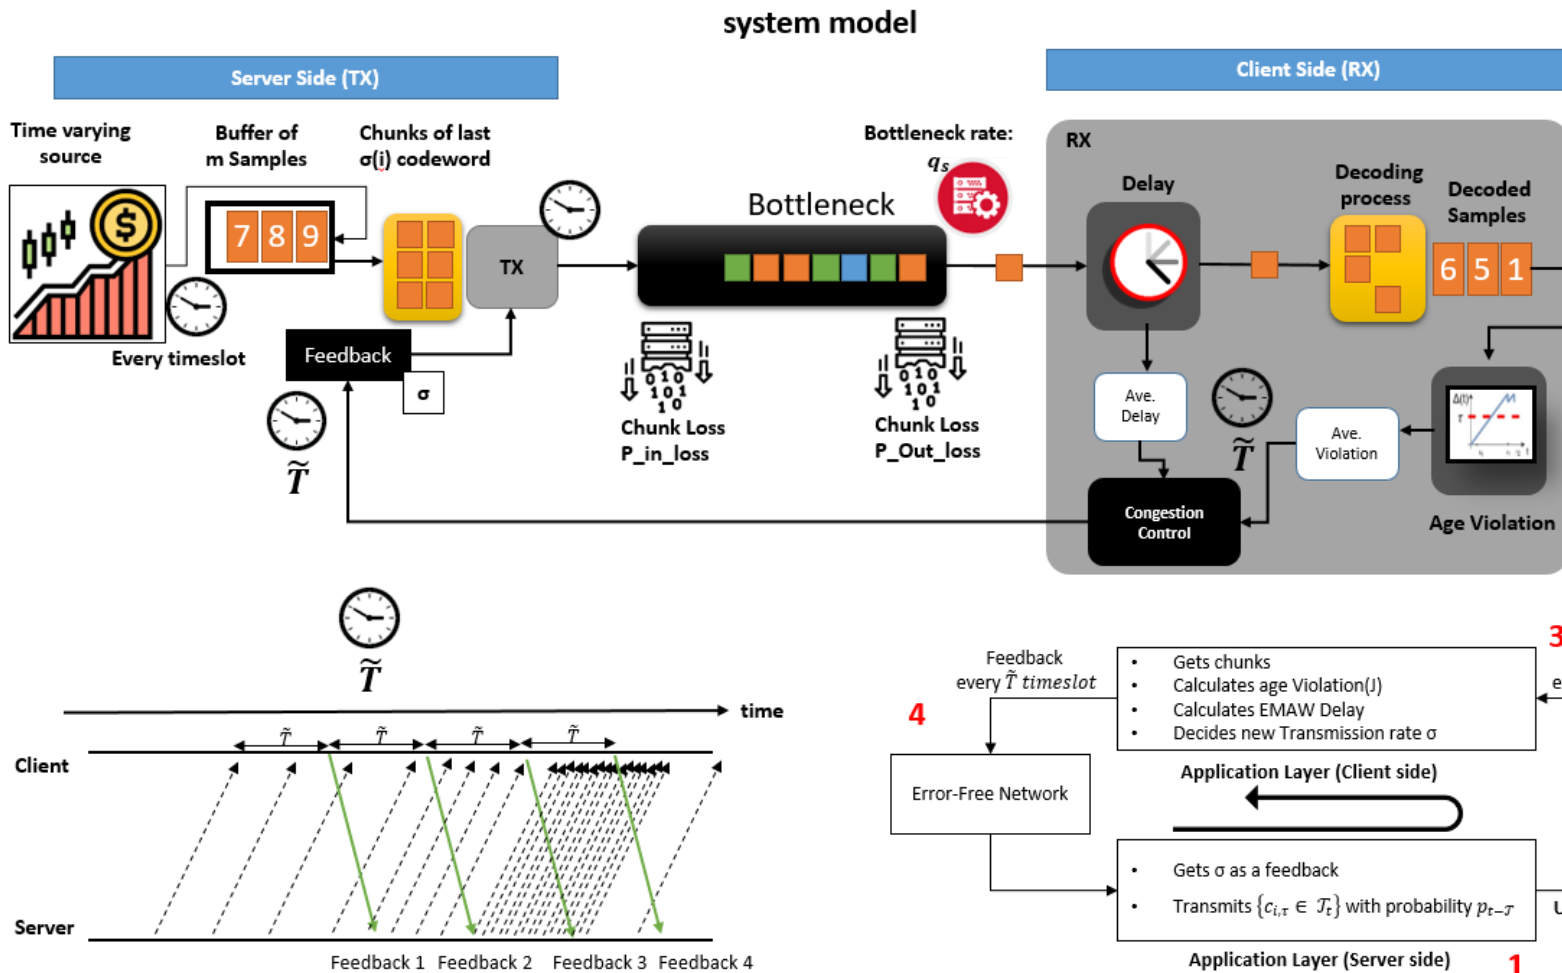 system model
Server Side (TX)
Client Side (RX)
Time varying
source
Buffer of
m Samples
Chunks of last
σ(i) codeword
Bottleneck rate:
q_s
RX
Delay
Decoding
process
Decoded
Samples
7 8 9
TX
Bottleneck
6 5 1
Every timeslot
Feedback
σ
T̃
Chunk Loss
P_in_loss
Chunk Loss
P_Out_loss
Ave.
Delay
T̃
Ave.
Violation
Δ(t)
τ
t
Age Violation
Congestion
Control
T̃
time
T̃ T̃ T̃ T̃
Client
Server
Feedback 1 Feedback 2 Feedback 3 Feedback 4
3
Feedback
every T̃ timeslot
4
• Gets chunks
• Calculates age Violation(J)
• Calculates EMAW Delay
• Decides new Transmission rate σ
e
Application Layer (Client side)
Error-Free Network
• Gets σ as a feedback
• Transmits {c_{i,τ} ∈ 𝒯_t} with probability p_{t−𝒯}
U
Application Layer (Server side)
1